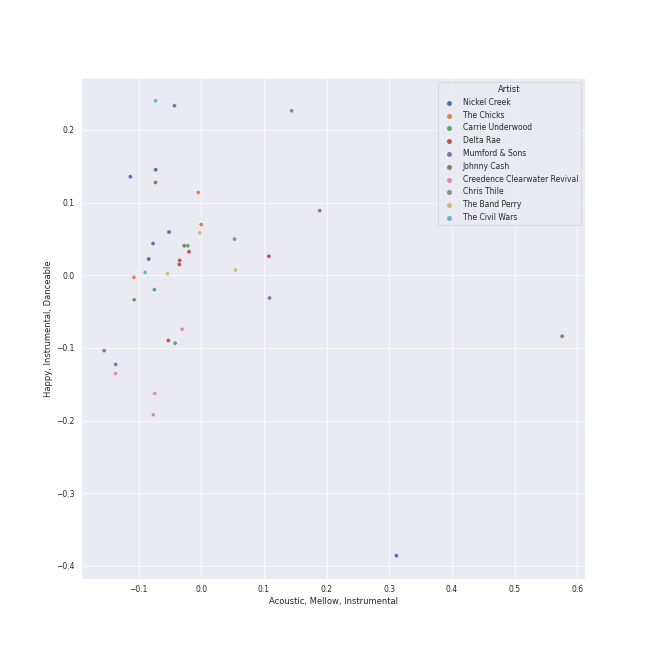 Artist
Nickel Creek
The Chicks
Carrie Underwood
Delta Rae
Mumford & Sons
Johnny Cash
Creedence Clearwater Revival
Chris Thile
The Band Perry
The Civil Wars
0.2
0.1
0.0
−0.1
−0.2
−0.3
−0.4
Happy, Instrumental, Danceable
−0.1 0.0 0.1 0.2 0.3 0.4 0.5 0.6
Acoustic, Mellow, Instrumental